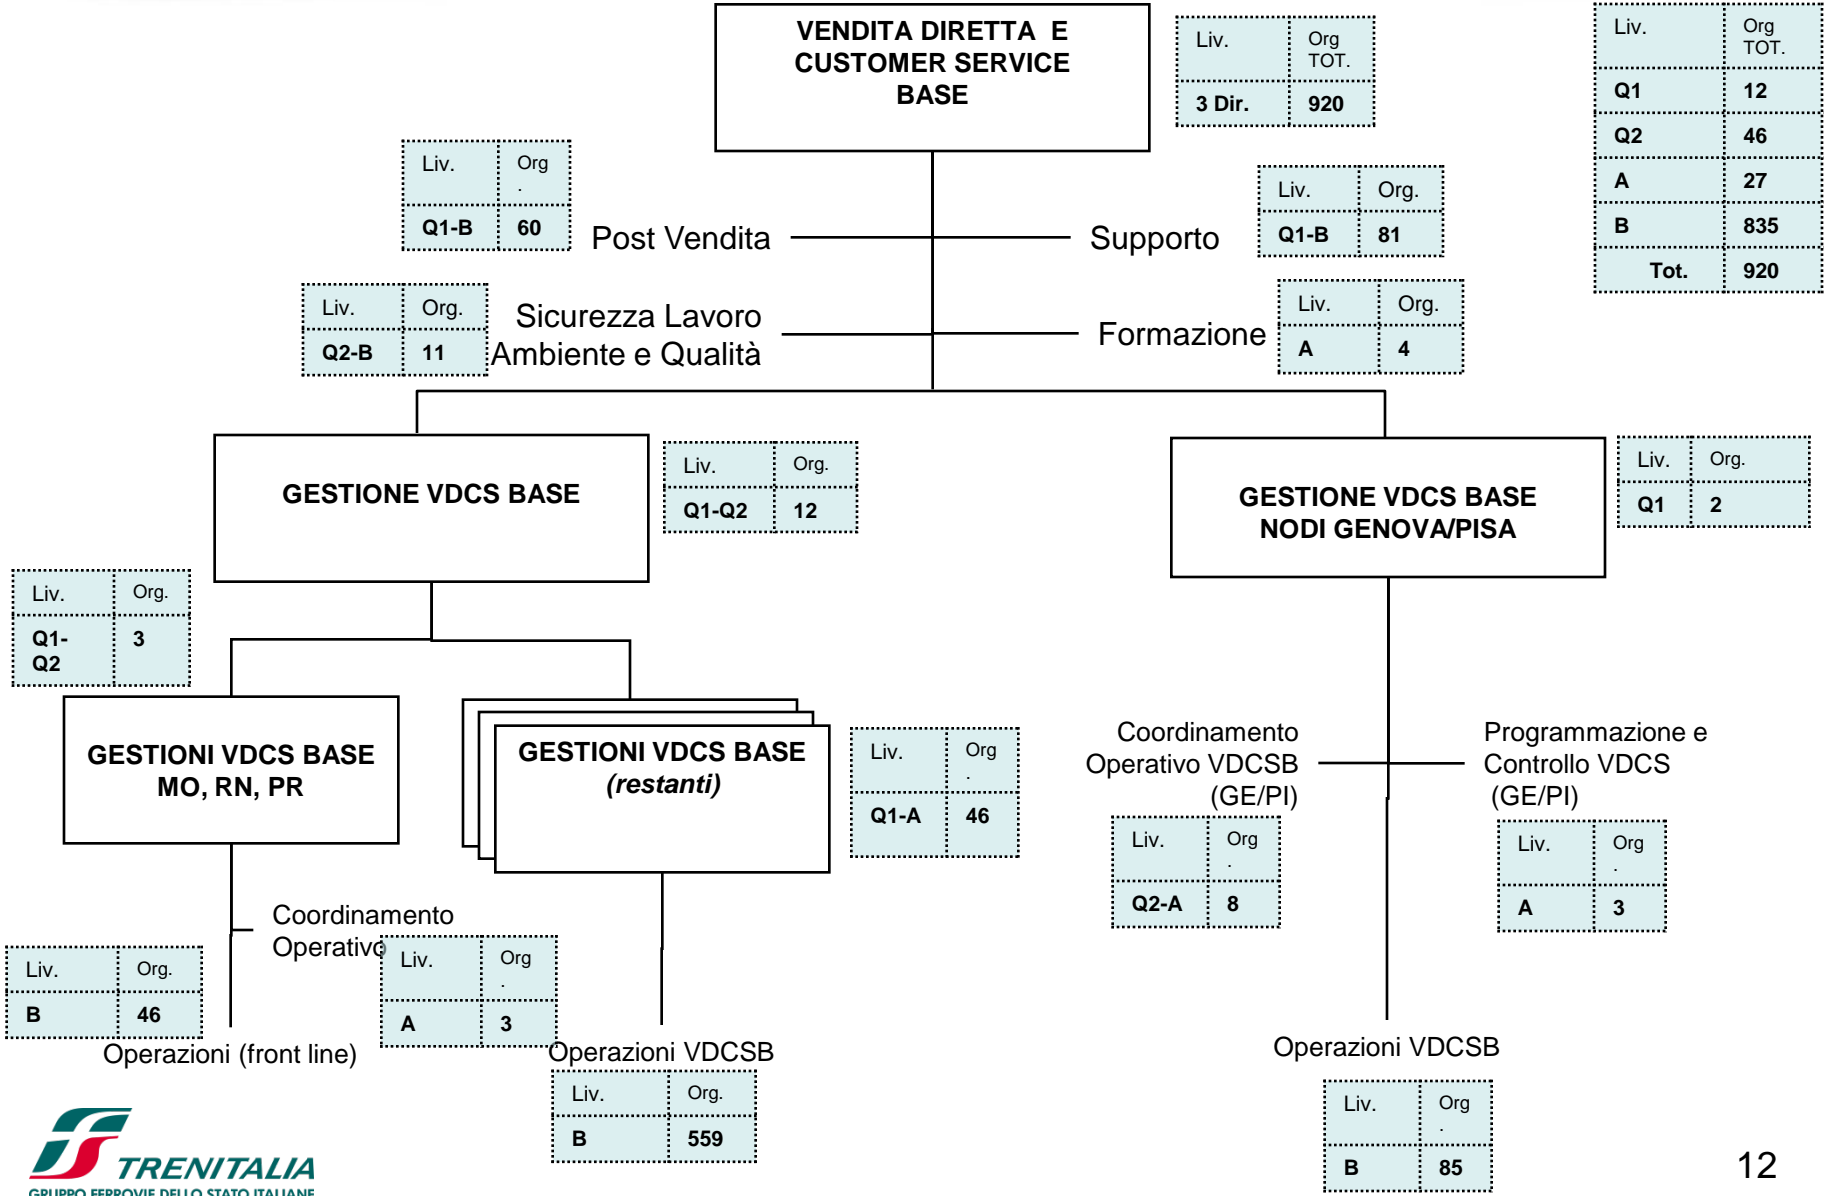 VENDITA DIRETTA E
CUSTOMER SERVICE
BASE
Liv. Org
TOT.
3 Dir. 920
Liv. Org
TOT.
Q1 12
Q2 46
A 27
B 835
Tot. 920
Liv. Org
.
Q1-B 60
Post Vendita
Supporto
Liv. Org.
Q1-B 81
Liv. Org.
Q2-B 11
Sicurezza Lavoro
Ambiente e Qualità
Formazione
Liv. Org.
A 4
GESTIONE VDCS BASE
Liv. Org.
Q1-Q2 12
GESTIONE VDCS BASE
NODI GENOVA/PISA
Liv. Org.
Q1 2
Liv. Org.
Q1- 3
Q2
GESTIONI VDCS BASE
MO, RN, PR
GESTIONI VDCS BASE
(restanti)
Liv. Org
.
Q1-A 46
Coordinamento
Operativo VDCSB
(GE/PI)
Programmazione e
Controllo VDCS
(GE/PI)
Liv. Org
.
Q2-A 8
Liv. Org
.
A 3
Coordinamento
Operativo
Liv. Org.
B 46
Liv. Org
.
A 3
Operazioni (front line)
Operazioni VDCSB
Operazioni VDCSB
Liv. Org.
B 559
Liv. Org
.
B 85
TRENITALIA
GRUPPO FERROVIE DELLO STATO ITALIANE
12